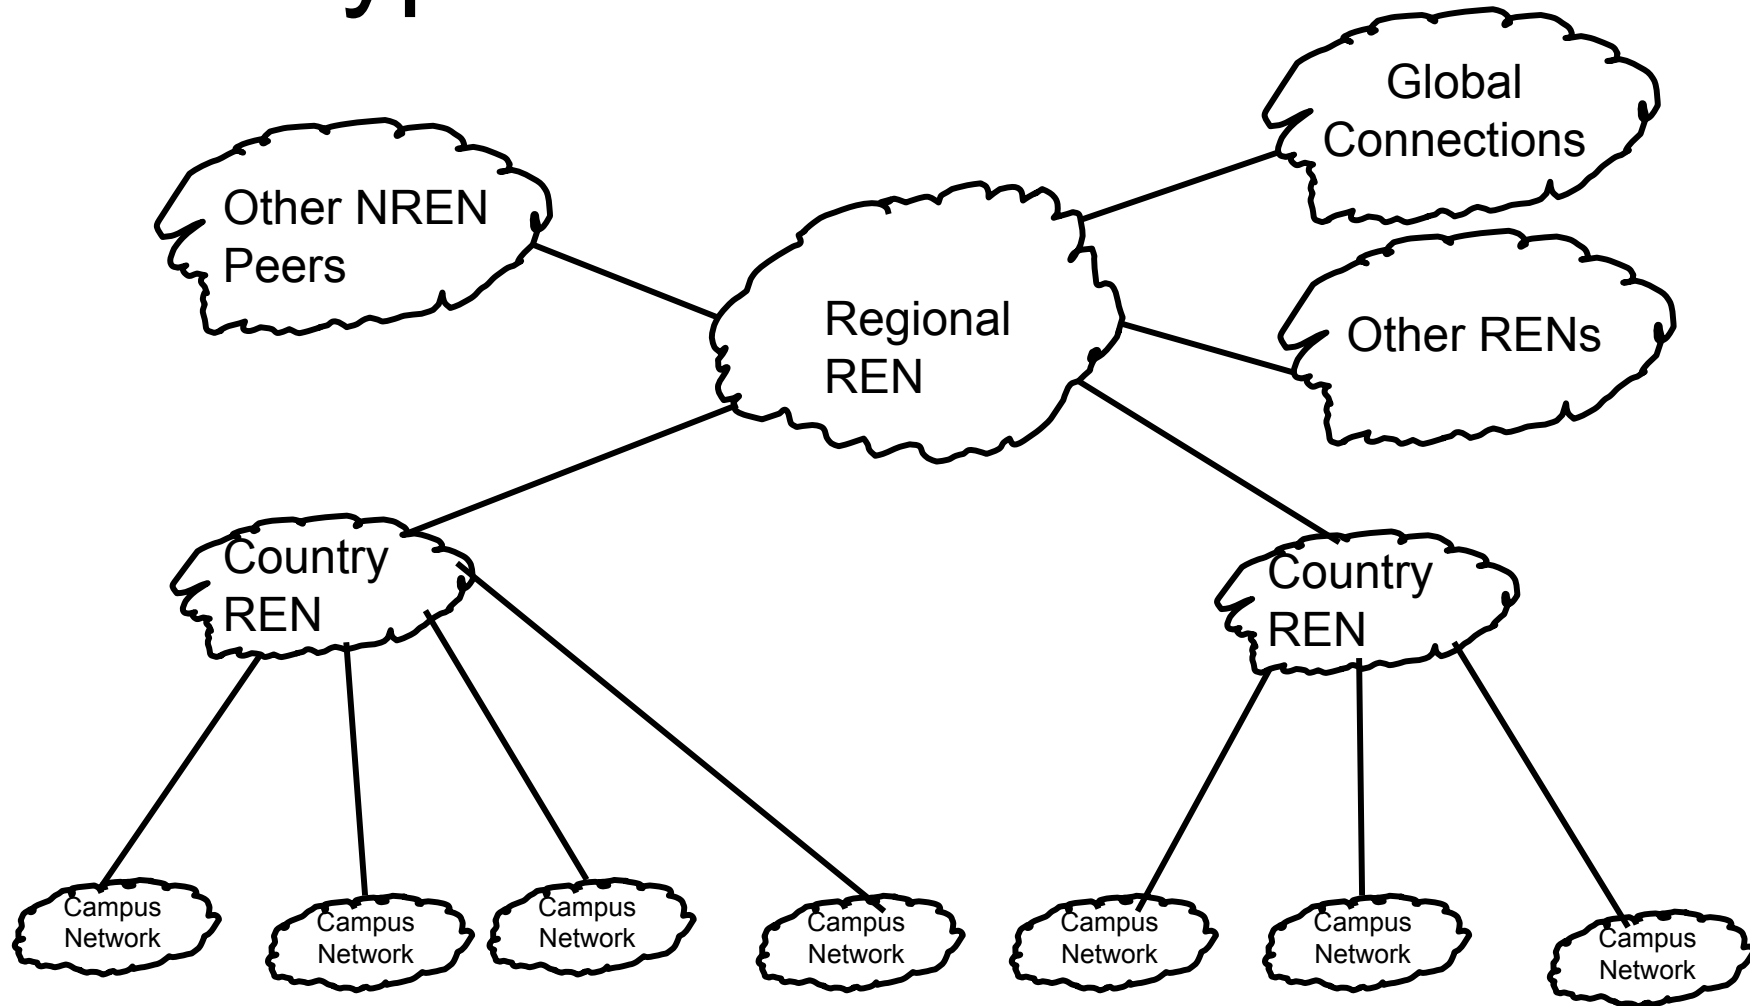 Global
Connections
Other NREN
Peers
Regional
REN
Other RENs
Country
REN
Country
REN
Campus
Network
Campus
Network
Campus
Network
Campus
Network
Campus
Network
Campus
Network
Campus
Network